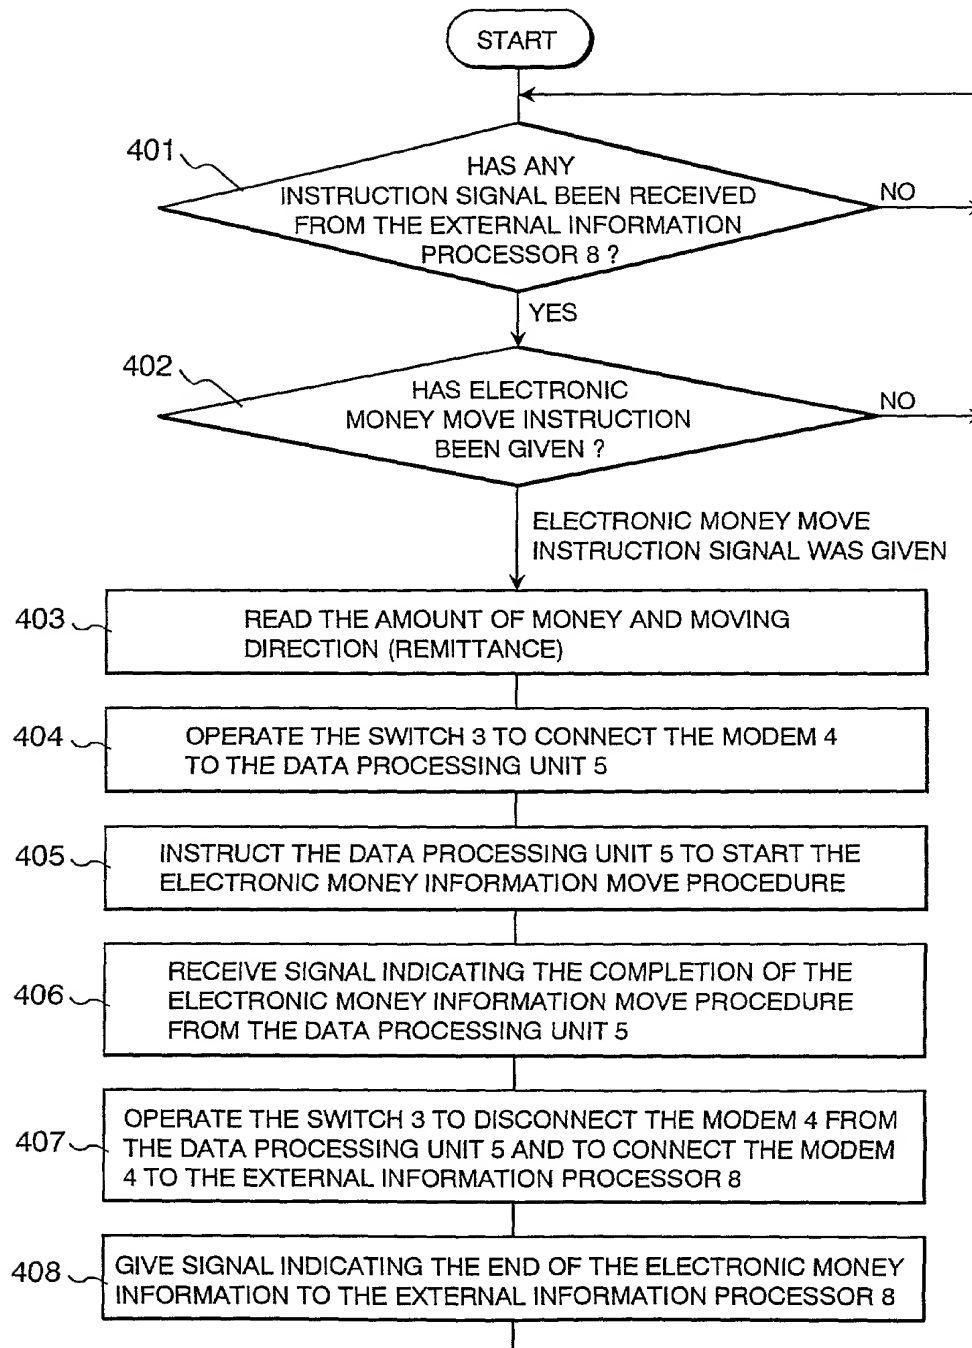 START
401
HAS ANY
INSTRUCTION SIGNAL BEEN RECEIVED
FROM THE EXTERNAL INFORMATION
PROCESSOR 8 ?
NO
YES
402
HAS ELECTRONIC
MONEY MOVE INSTRUCTION
BEEN GIVEN ?
NO
ELECTRONIC MONEY MOVE
INSTRUCTION SIGNAL WAS GIVEN
403
READ THE AMOUNT OF MONEY AND MOVING
DIRECTION (REMITTANCE)
404
OPERATE THE SWITCH 3 TO CONNECT THE MODEM 4
TO THE DATA PROCESSING UNIT 5
405
INSTRUCT THE DATA PROCESSING UNIT 5 TO START THE
ELECTRONIC MONEY INFORMATION MOVE PROCEDURE
406
RECEIVE SIGNAL INDICATING THE COMPLETION OF THE
ELECTRONIC MONEY INFORMATION MOVE PROCEDURE
FROM THE DATA PROCESSING UNIT 5
407
OPERATE THE SWITCH 3 TO DISCONNECT THE MODEM 4 FROM
THE DATA PROCESSING UNIT 5 AND TO CONNECT THE MODEM
4 TO THE EXTERNAL INFORMATION PROCESSOR 8
408
GIVE SIGNAL INDICATING THE END OF THE ELECTRONIC MONEY
INFORMATION TO THE EXTERNAL INFORMATION PROCESSOR 8